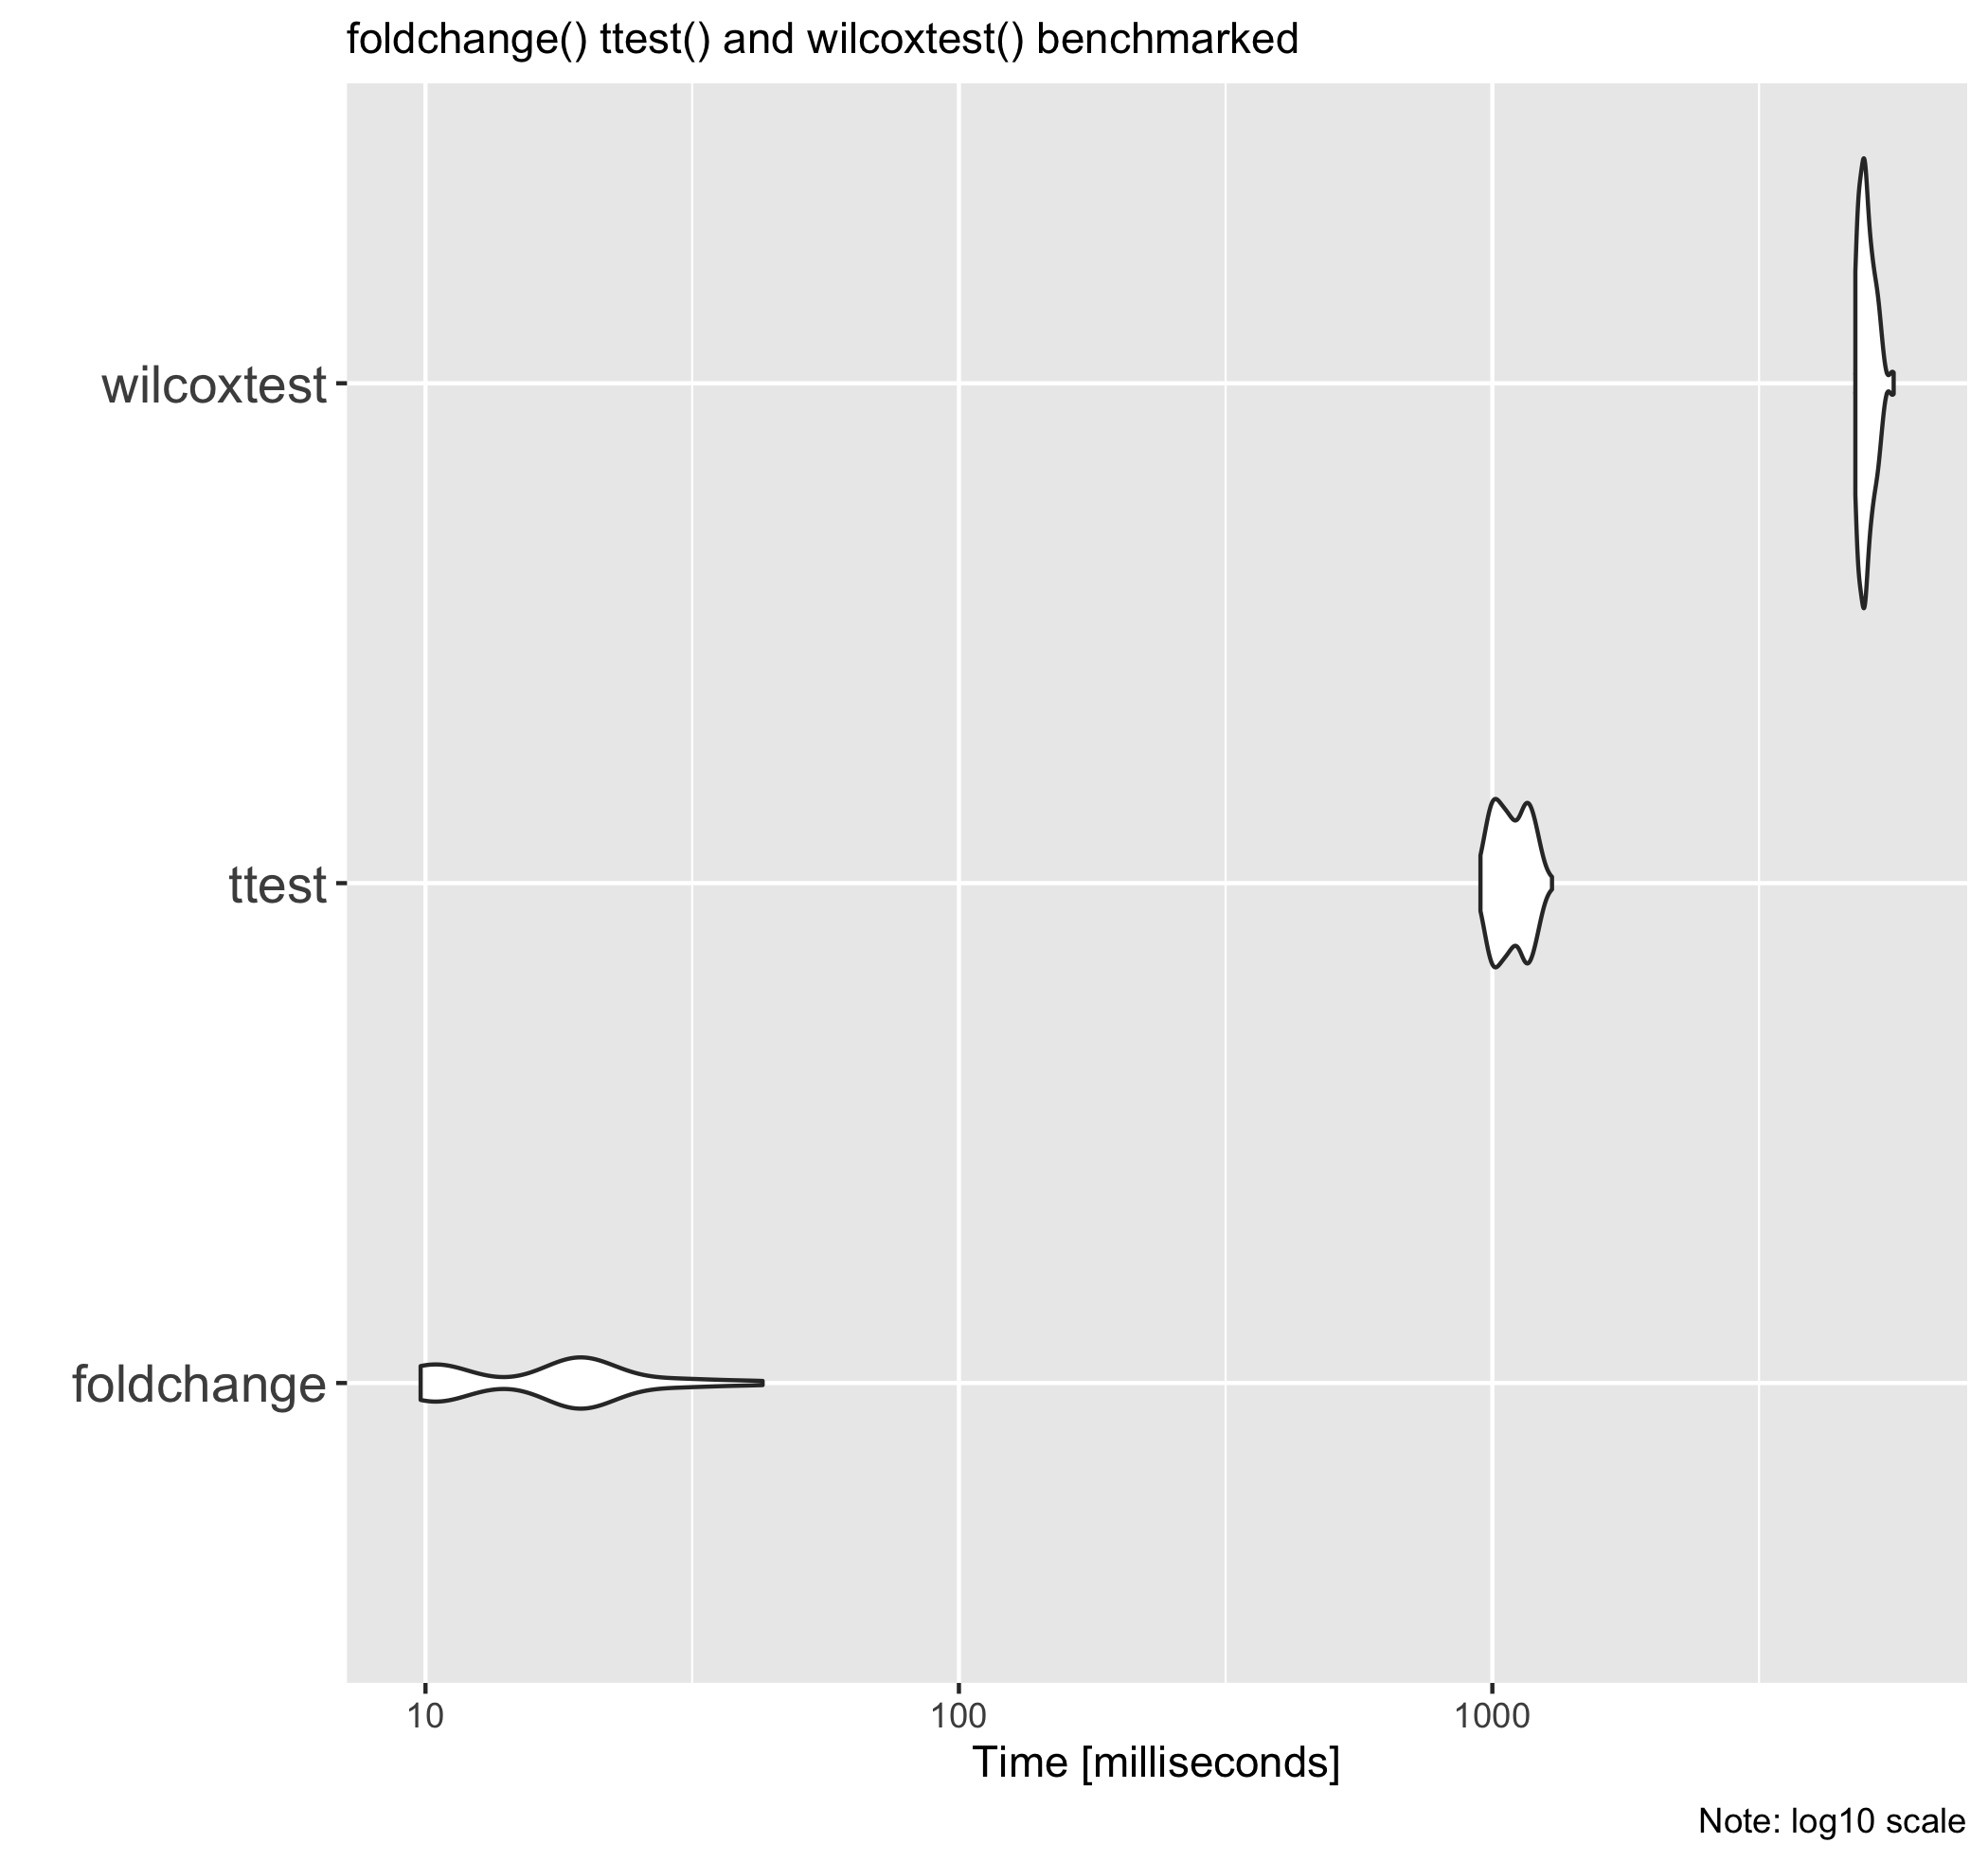 foldchange() ttest() and wilcoxtest() benchmarked
wilcoxtest
ttest
foldchange
10 100 1000
Time [milliseconds]
Note: log10 scale